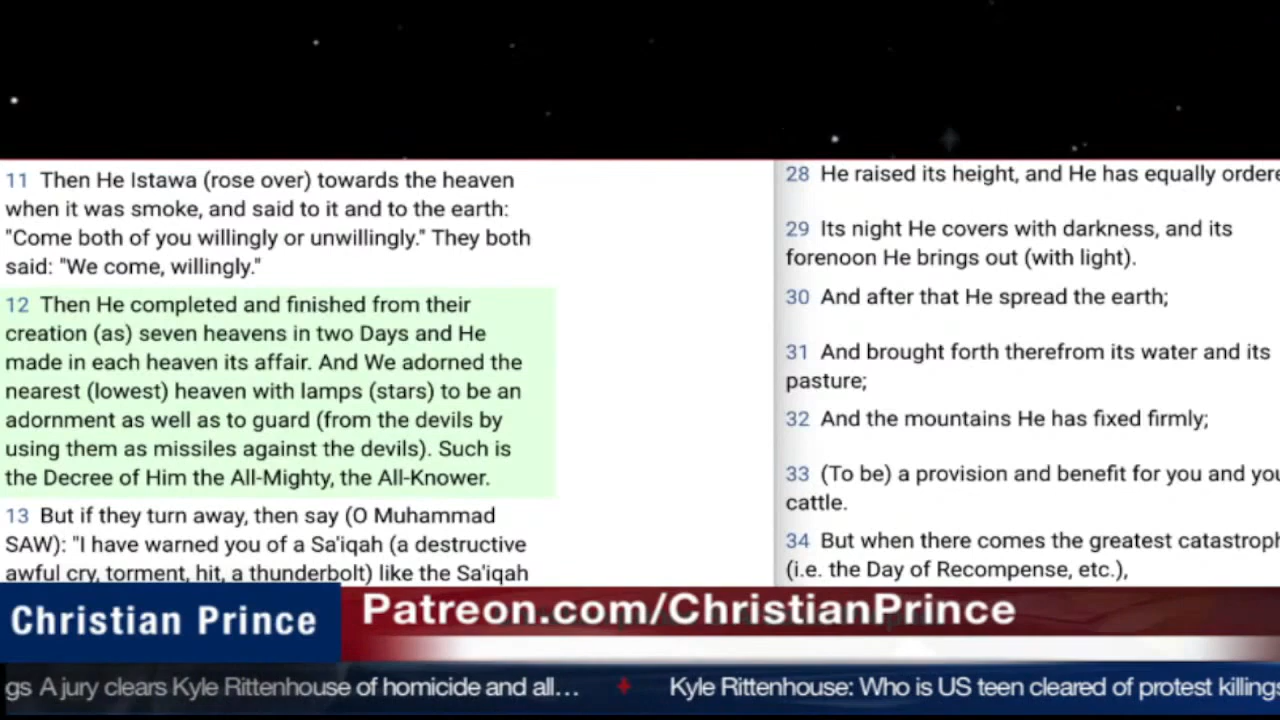 11 Then He Istawa (rose over) towards the heaven
when it was smoke, and said to it and to the earth:
"Come both of you willingly or unwillingly." They both
said: "We come, willingly."
12 Then He completed and finished from their
creation (as) seven heavens in two Days and He
made in each heaven its affair. And We adorned the
nearest (lowest) heaven with lamps (stars) to be an
adornment as well as to guard (from the devils by
using them as missiles against the devils). Such is
the Decree of Him the All-Mighty, the All-Knower.
13 But if they turn away, then say (O Muhammad
SAW): "I have warned you of a Sa'iqah (a destructive
awful cry, torment, hit, a thunderbolt) like the Sa'iqah
28 He raised its height, and He has equally ordere
29 Its night He covers with darkness, and its
forenoon He brings out (with light).
30 And after that He spread the earth;
31 And brought forth therefrom its water and its
pasture;
32 And the mountains He has fixed firmly;
33 (To be) a provision and benefit for you and you
cattle.
34 But when there comes the greatest catastroph
(i.e. the Day of Recompense, etc.),
Christian Prince
Patreon.com/ChristianPrince
gs A jury clears Kyle Rittenhouse of homicide and all... Kyle Rittenhouse: Who is US teen cleared of protest killings